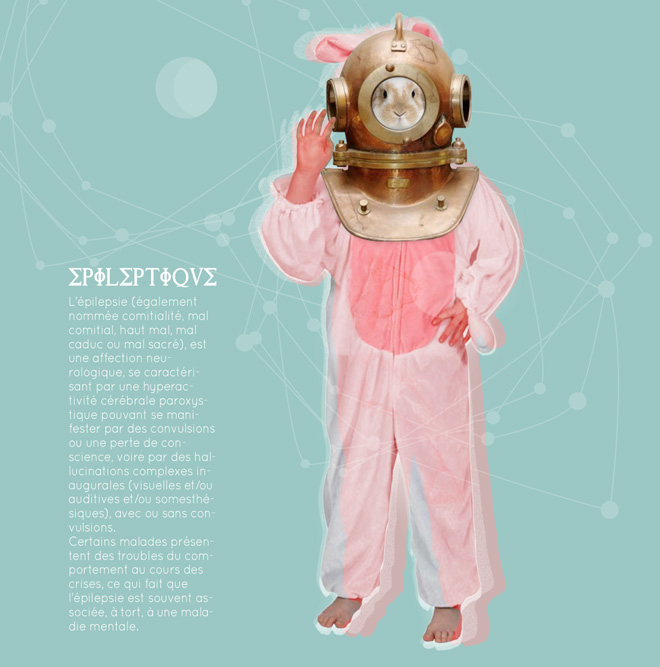 ΣPΦLΣPTΦQVΣ
L'épilepsie (également
nommée comitialité, mal
comitial, haut mal, mal
caduc ou mal sacré), est
une affection neu-
rologique, se caractéri-
sant par une hyperac-
tivité cérébrale paroxys-
tique pouvant se mani-
fester par des convulsions
ou une perte de con-
science, voire par des hal-
lucinations complexes in-
augurales (visuelles et/ou
auditives et/ou somesthé-
siques), avec ou sans con-
vulsions.
Certains malades présen-
tent des troubles du com-
portement au cours des
crises, ce qui fait que
l'épilepsie est souvent as-
sociée, à tort, à une mala-
die mentale.